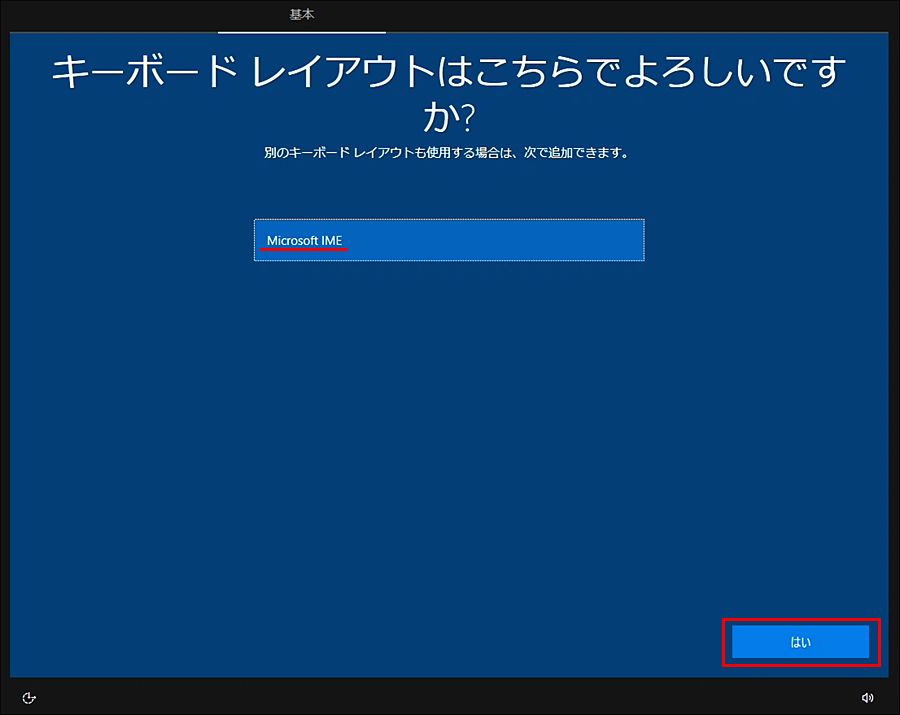 基本
キーボード レイアウトはこちらでよろしいです
か?
別のキーボード レイアウトも使用する場合は、次で追加できます。
Microsoft IME
はい